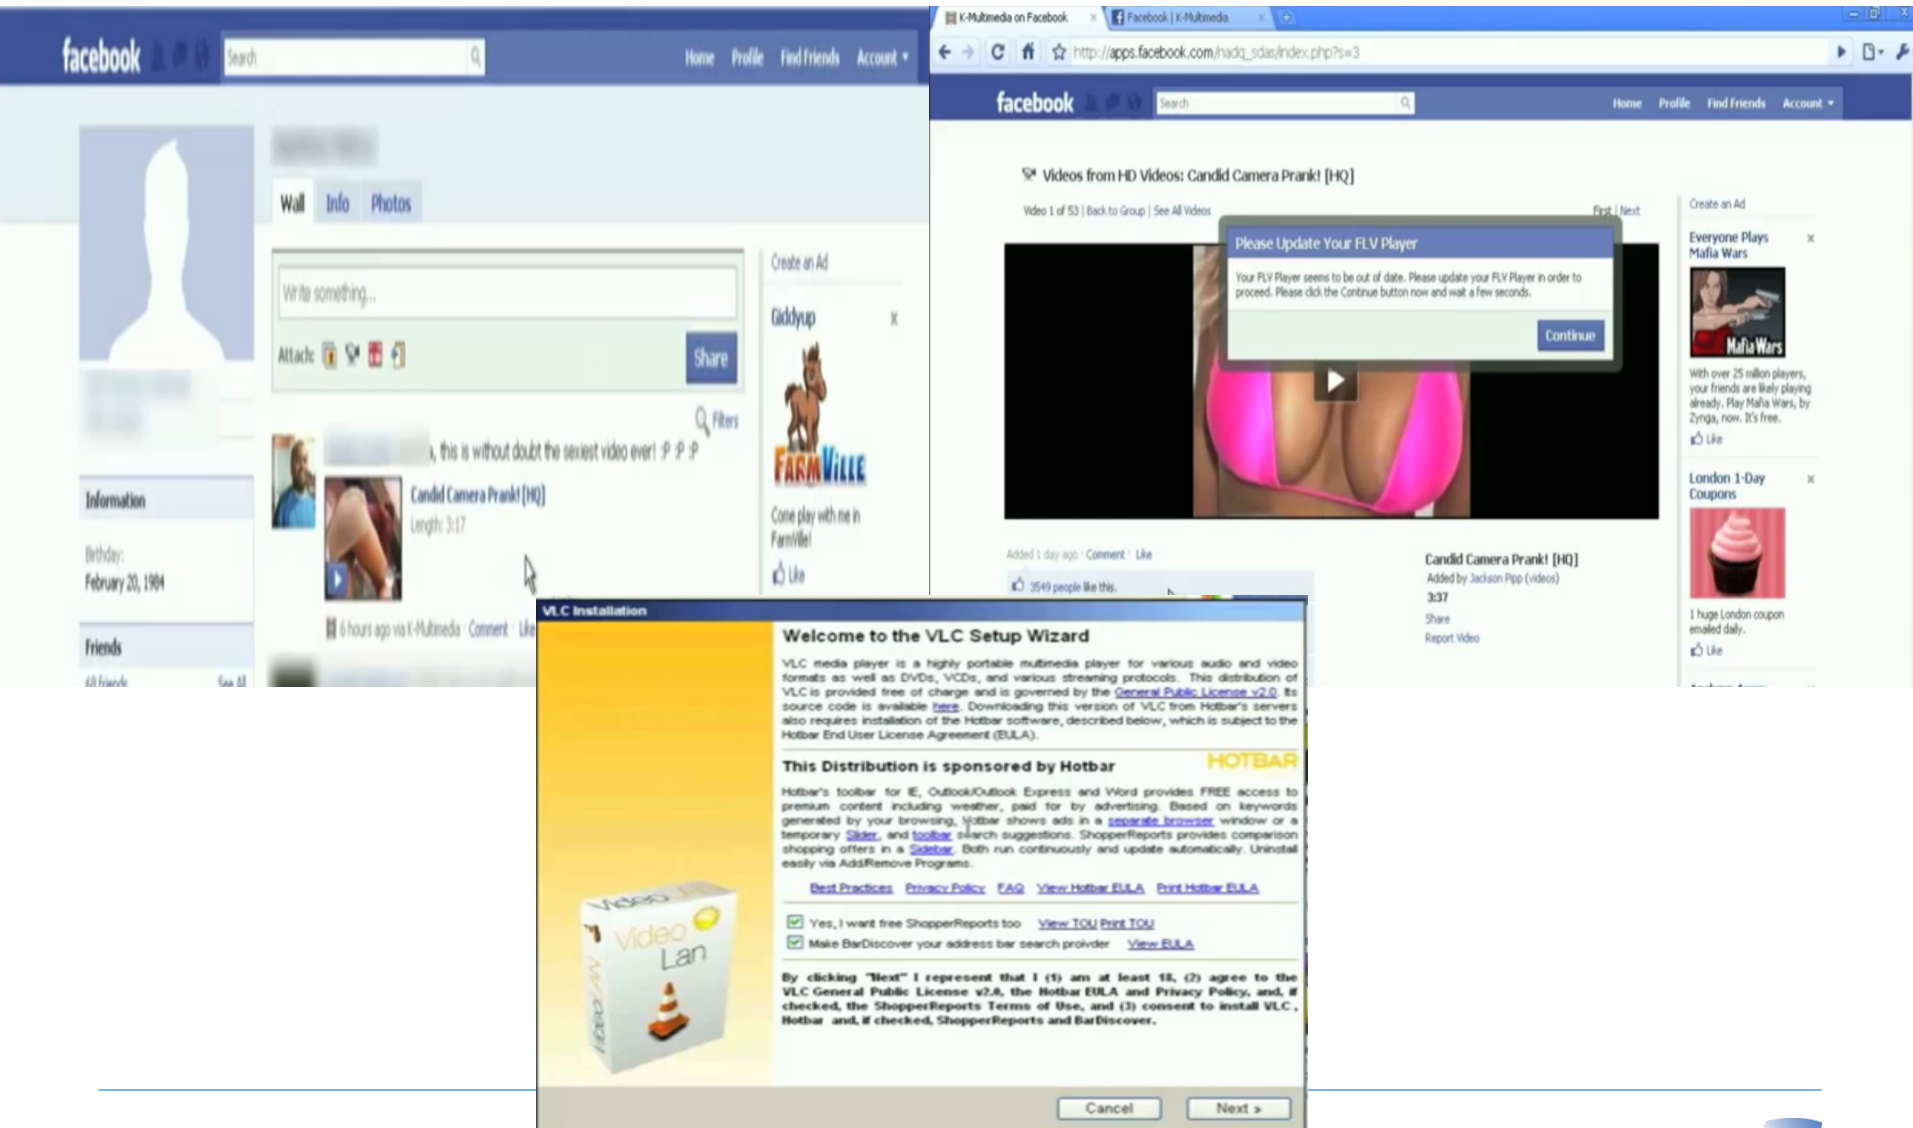 facebook
Search
Home Profile Find Friends Account
Wall Info Photos
Write something...
Attach:
Share
Filters
, this is without doubt the sexiest video ever! :P :P :P
Candid Camera Prank! [HQ]
Length: 3:17
6 hours ago via K-Multimedia · Comment · Like
Information
Birthday:
February 20, 1984
Friends
68 friends See All
Create an Ad
Giddyup x
FARMVILLE
Come play with me in
FarmVille!
Like
K-Multimedia on Facebook x
Facebook | K-Multimedia x
http://apps.facebook.com/hadq_sdas/index.php?s=3
facebook
Search
Home Profile Find Friends Account
Videos from HD Videos: Candid Camera Prank! [HQ]
Video 1 of 53 | Back to Group | See All Videos
First | Next
Please Update Your FLV Player
Your FLV Player seems to be out of date. Please update your FLV Player in order to
proceed. Please click the Continue button now and wait a few seconds.
Continue
Added 1 day ago · Comment · Like
3549 people like this.
Candid Camera Prank! [HQ]
Added by Jackson Pipp (videos)
3:37
Share
Report Video
Create an Ad
Everyone Plays x
Mafia Wars
Mafia Wars
With over 25 million players,
your friends are likely playing
already. Play Mafia Wars, by
Zynga, now. It's free.
Like
London 1-Day x
Coupons
1 huge London coupon
emailed daily.
Like
VLC Installation
Welcome to the VLC Setup Wizard
VLC media player is a highly portable multimedia player for various audio and video
formats as well as DVDs, VCDs, and various streaming protocols. This distribution of
VLC is provided free of charge and is governed by the General Public License v2.0. Its
source code is available here. Downloading this version of VLC from Hotbar's servers
also requires installation of the Hotbar software, described below, which is subject to the
Hotbar End User License Agreement (EULA).
This Distribution is sponsored by Hotbar
HOTBAR
Hotbar's toolbar for IE, Outlook/Outlook Express and Word provides FREE access to
premium content including weather, paid for by advertising. Based on keywords
generated by your browsing, Hotbar shows ads in a separate browser window or a
temporary Slider, and toolbar search suggestions. ShopperReports provides comparison
shopping offers in a Sidebar. Both run continuously and update automatically. Uninstall
easily via Add/Remove Programs.
Best Practices Privacy Policy FAQ View Hotbar EULA Print Hotbar EULA
Yes, I want free ShopperReports too View TOU Print TOU
Make BarDiscover your address bar search proivder View EULA
By clicking "Next" I represent that I (1) am at least 18, (2) agree to the
VLC General Public License v2.0, the Hotbar EULA and Privacy Policy, and, if
checked, the ShopperReports Terms of Use, and (3) consent to install VLC ,
Hotbar and, if checked, ShopperReports and BarDiscover.
Video
Lan
Cancel Next >